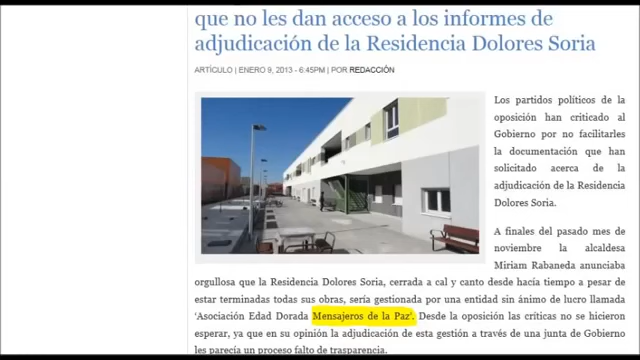 que no les dan acceso a los informes de
adjudicación de la Residencia Dolores Soria
ARTÍCULO | ENERO 9, 2013 - 6:45PM | POR REDACCIÓN
Los partidos políticos de la
oposición han criticado al
Gobierno por no facilitarles
la documentación que han
solicitado acerca de la
adjudicación de la Residencia
Dolores Soria.
A finales del pasado mes de
noviembre la alcaldesa
Miriam Rabaneda anunciaba
orgullosa que la Residencia Dolores Soria, cerrada a cal y canto desde hacía tiempo a pesar de
estar terminadas todas sus obras, sería gestionada por una entidad sin ánimo de lucro llamada
‘Asociación Edad Dorada Mensajeros de la Paz’. Desde la oposición las críticas no se hicieron
esperar, ya que en su opinión la adjudicación de esta gestión a través de una junta de Gobierno
les parecía un proceso falto de trasparencia.